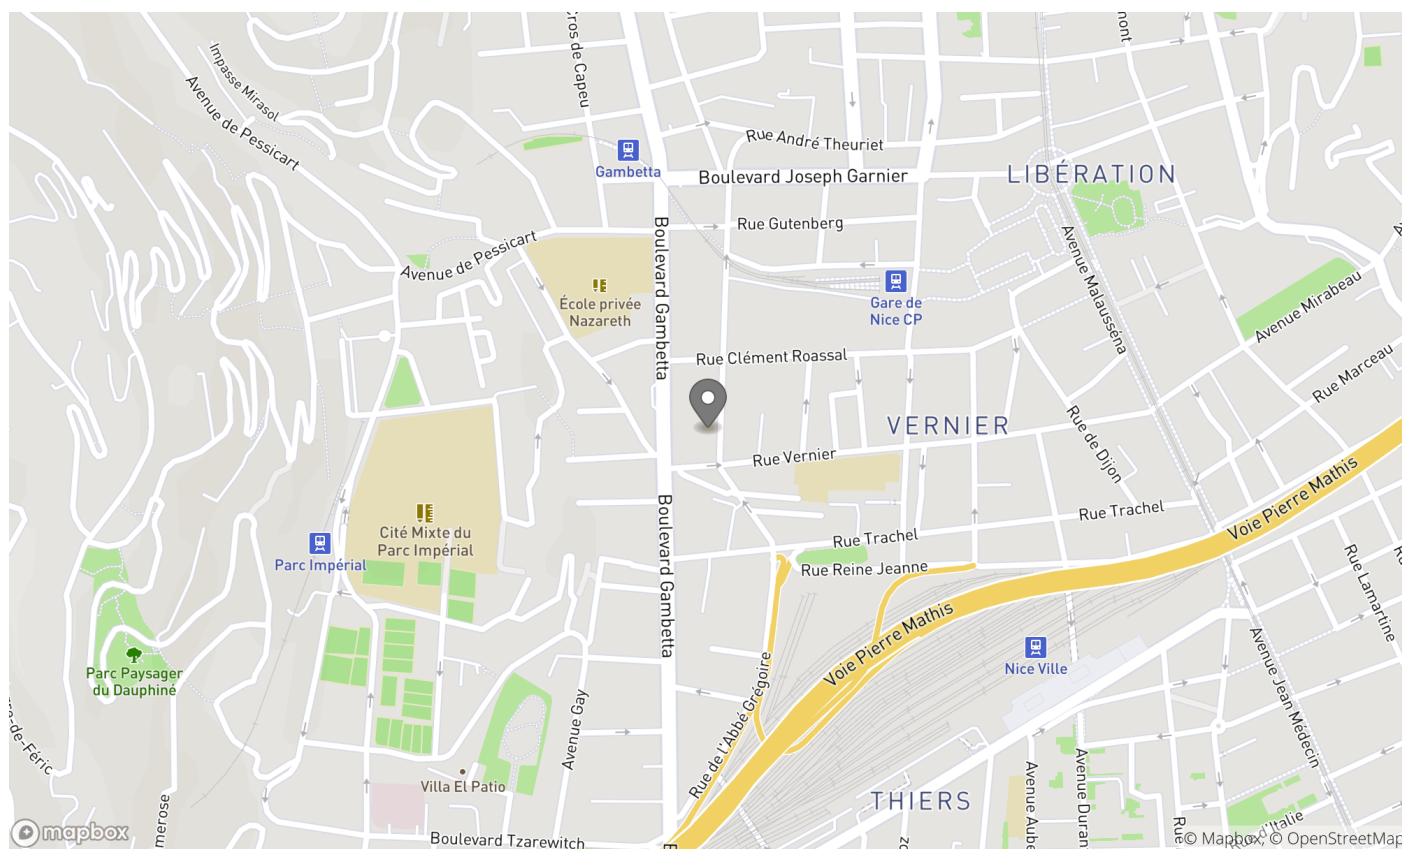 Cros de Capeu
Impasse Mirasol
Avenue de Pessicart
Gambetta
Rue André Theuriet
Boulevard Joseph Garnier
LIBÉRATION
Rue Gutenberg
Avenue de Pessicart
École privée
Nazareth
Boulevard Gambetta
Gare de
Nice CP
Avenue Malausséna
Avenue Mirabeau
Rue Clément Roassal
Rue Marceau
VERNIER
Rue de Dijon
Rue Vernier
Voie Pierre Mathis
Cité Mixte du
Parc Impérial
Parc Impérial
Boulevard Gambetta
Rue Trachel
Rue Trachel
Rue Reine Jeanne
Rue Lamartine
Voie Pierre Mathis
Nice Ville
Parc Paysager
du Dauphiné
Rue de l'Abbé Grégoire
Avenue Gay
Avenue Jean Médecin
Villa El Patio
THIERS
Boulevard Tzarewitch
mapbox
© Mapbox, © OpenStreetMap